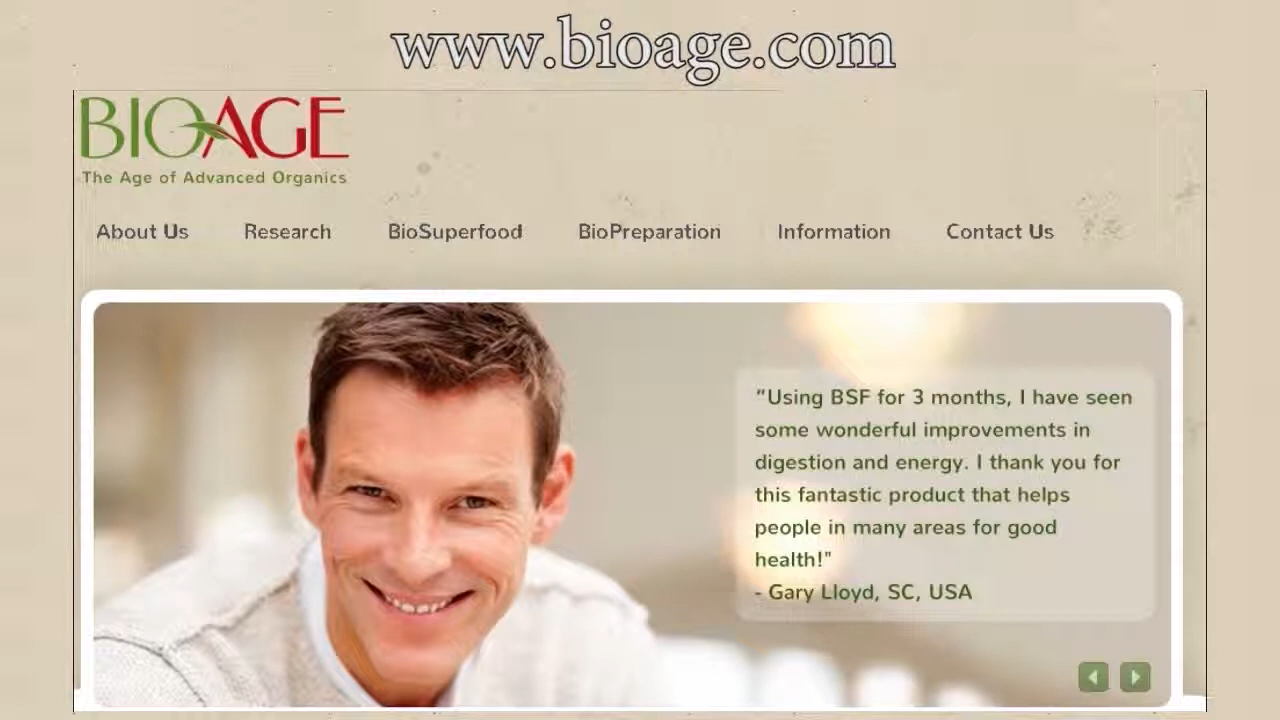 www.bioage.com
BIOAGE
The Age of Advanced Organics
About Us Research BioSuperfood BioPreparation Information Contact Us
“Using BSF for 3 months, I have seen
some wonderful improvements in
digestion and energy. I thank you for
this fantastic product that helps
people in many areas for good
health!"
- Gary Lloyd, SC, USA